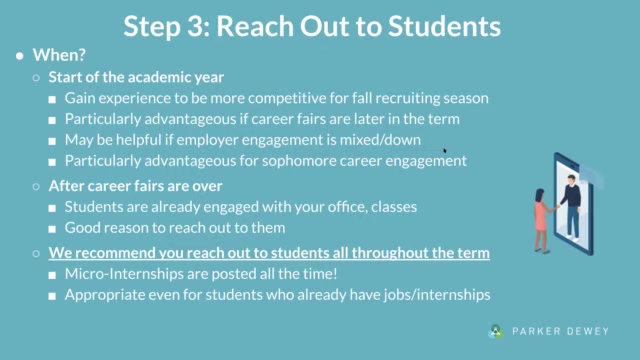 Step 3: Reach Out to Students
● When?
○ Start of the academic year
■ Gain experience to be more competitive for fall recruiting season
■ Particularly advantageous if career fairs are later in the term
■ May be helpful if employer engagement is mixed/down
■ Particularly advantageous for sophomore career engagement
○ After career fairs are over
■ Students are already engaged with your office, classes
■ Good reason to reach out to them
○ We recommend you reach out to students all throughout the term
■ Micro-Internships are posted all the time!
■ Appropriate even for students who already have jobs/internships
PARKER DEWEY